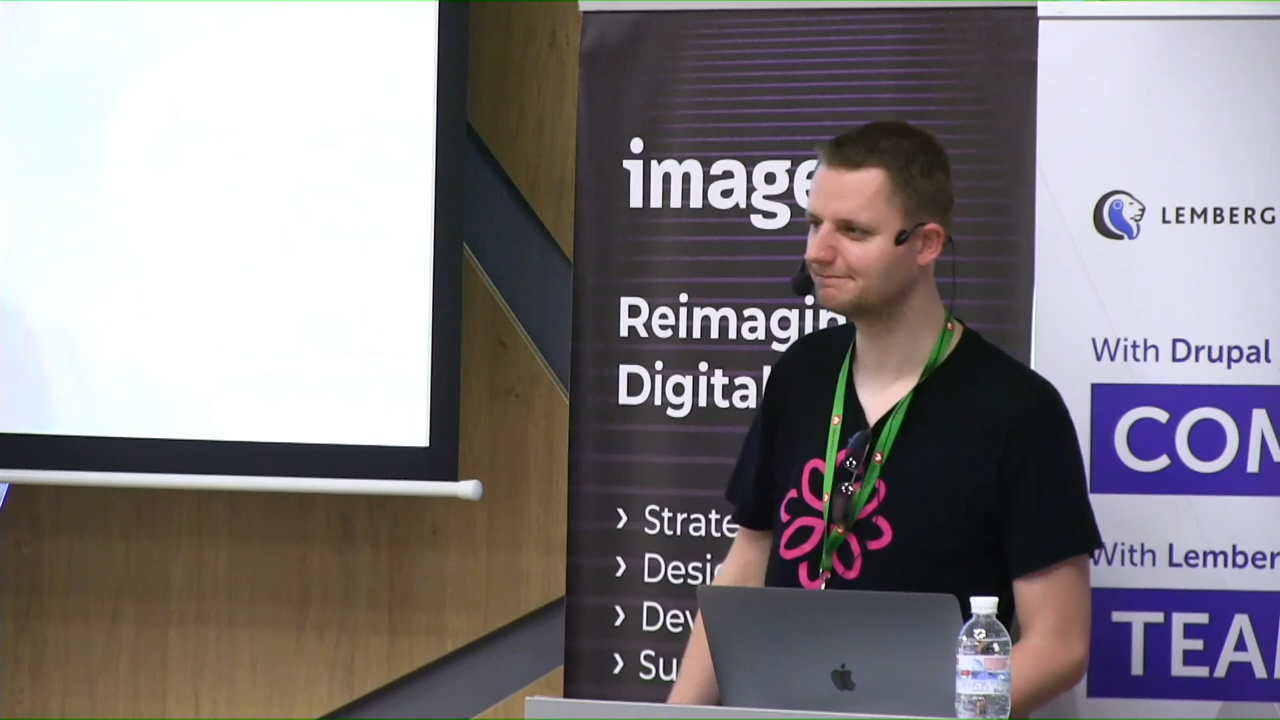 image
Reimagin
Digital
› Strate
› Desi
› Dev
› Su
LEMBERG
With Drupal
COM
With Lember
TEA